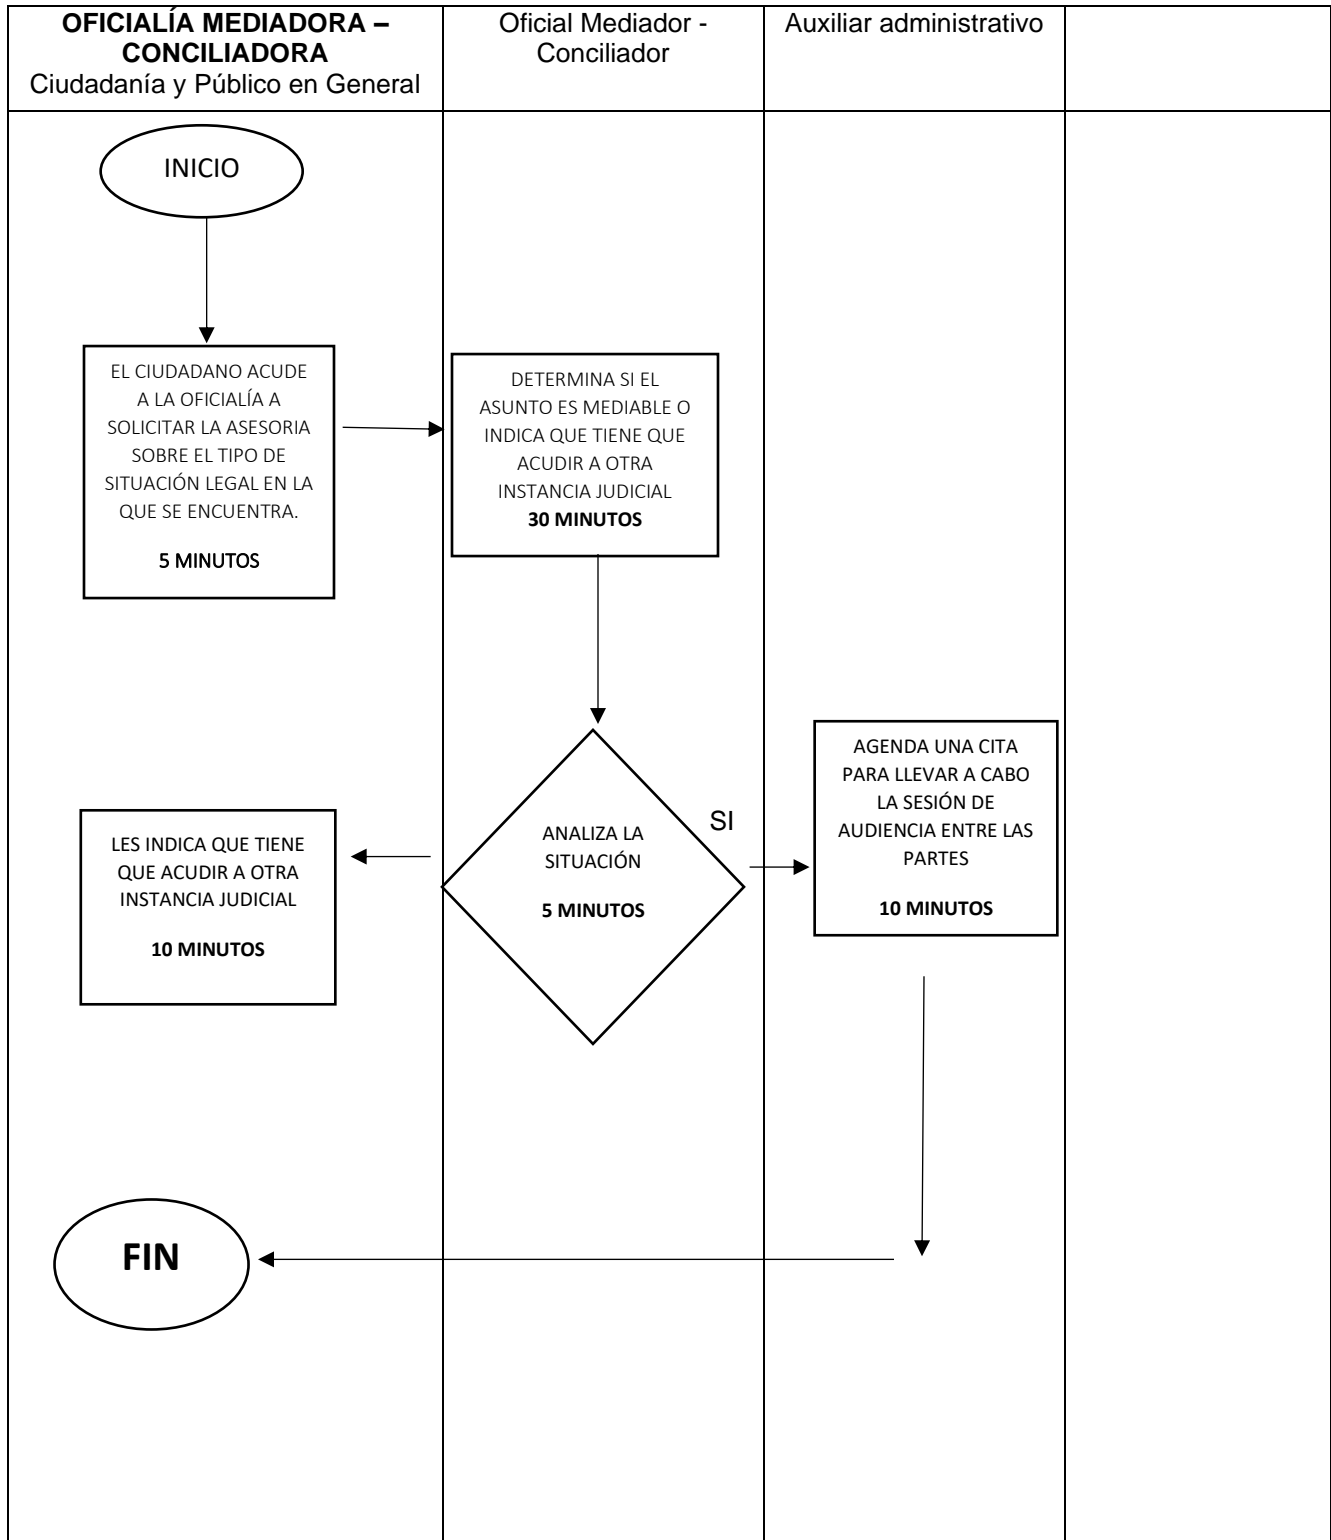 OFICIALÍA MEDIADORA –
CONCILIADORA
Ciudadanía y Público en General
Oficial Mediador -
Conciliador
Auxiliar administrativo
INICIO
EL CIUDADANO ACUDE
A LA OFICIALÍA A
SOLICITAR LA ASESORIA
SOBRE EL TIPO DE
SITUACIÓN LEGAL EN LA
QUE SE ENCUENTRA.
5 MINUTOS
DETERMINA SI EL
ASUNTO ES MEDIABLE O
INDICA QUE TIENE QUE
ACUDIR A OTRA
INSTANCIA JUDICIAL
30 MINUTOS
LES INDICA QUE TIENE
QUE ACUDIR A OTRA
INSTANCIA JUDICIAL
10 MINUTOS
ANALIZA LA
SITUACIÓN
5 MINUTOS
SI
AGENDA UNA CITA
PARA LLEVAR A CABO
LA SESIÓN DE
AUDIENCIA ENTRE LAS
PARTES
10 MINUTOS
FIN